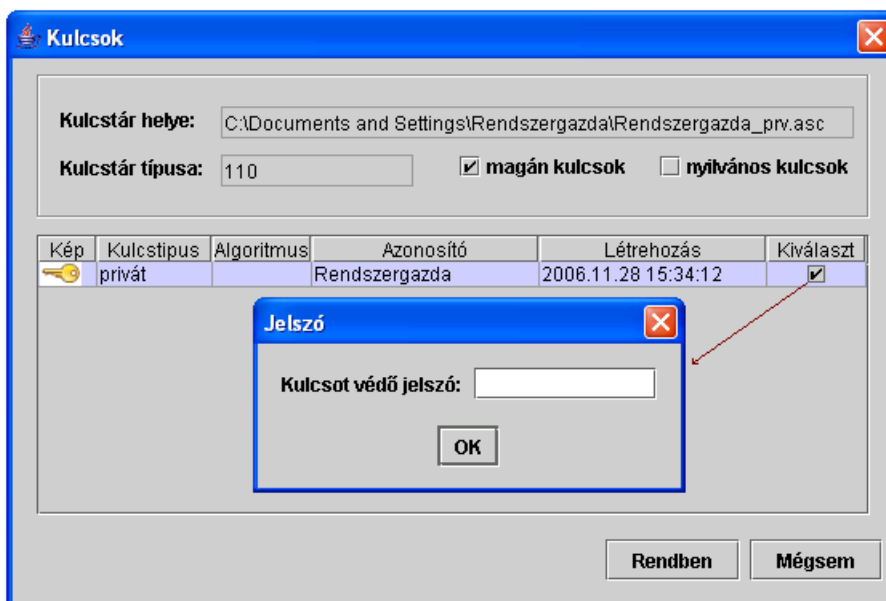 Kulcsok
Kulcstár helye: C:\Documents and Settings\Rendszergazda\Rendszergazda_prv.asc
Kulcstár típusa: 110 magán kulcsok nyilvános kulcsok
Kép Kulcstipus Algoritmus Azonosító Létrehozás Kiválaszt
privát Rendszergazda 2006.11.28 15:34:12
Jelszó
Kulcsot védő jelszó:
OK
Rendben Mégsem